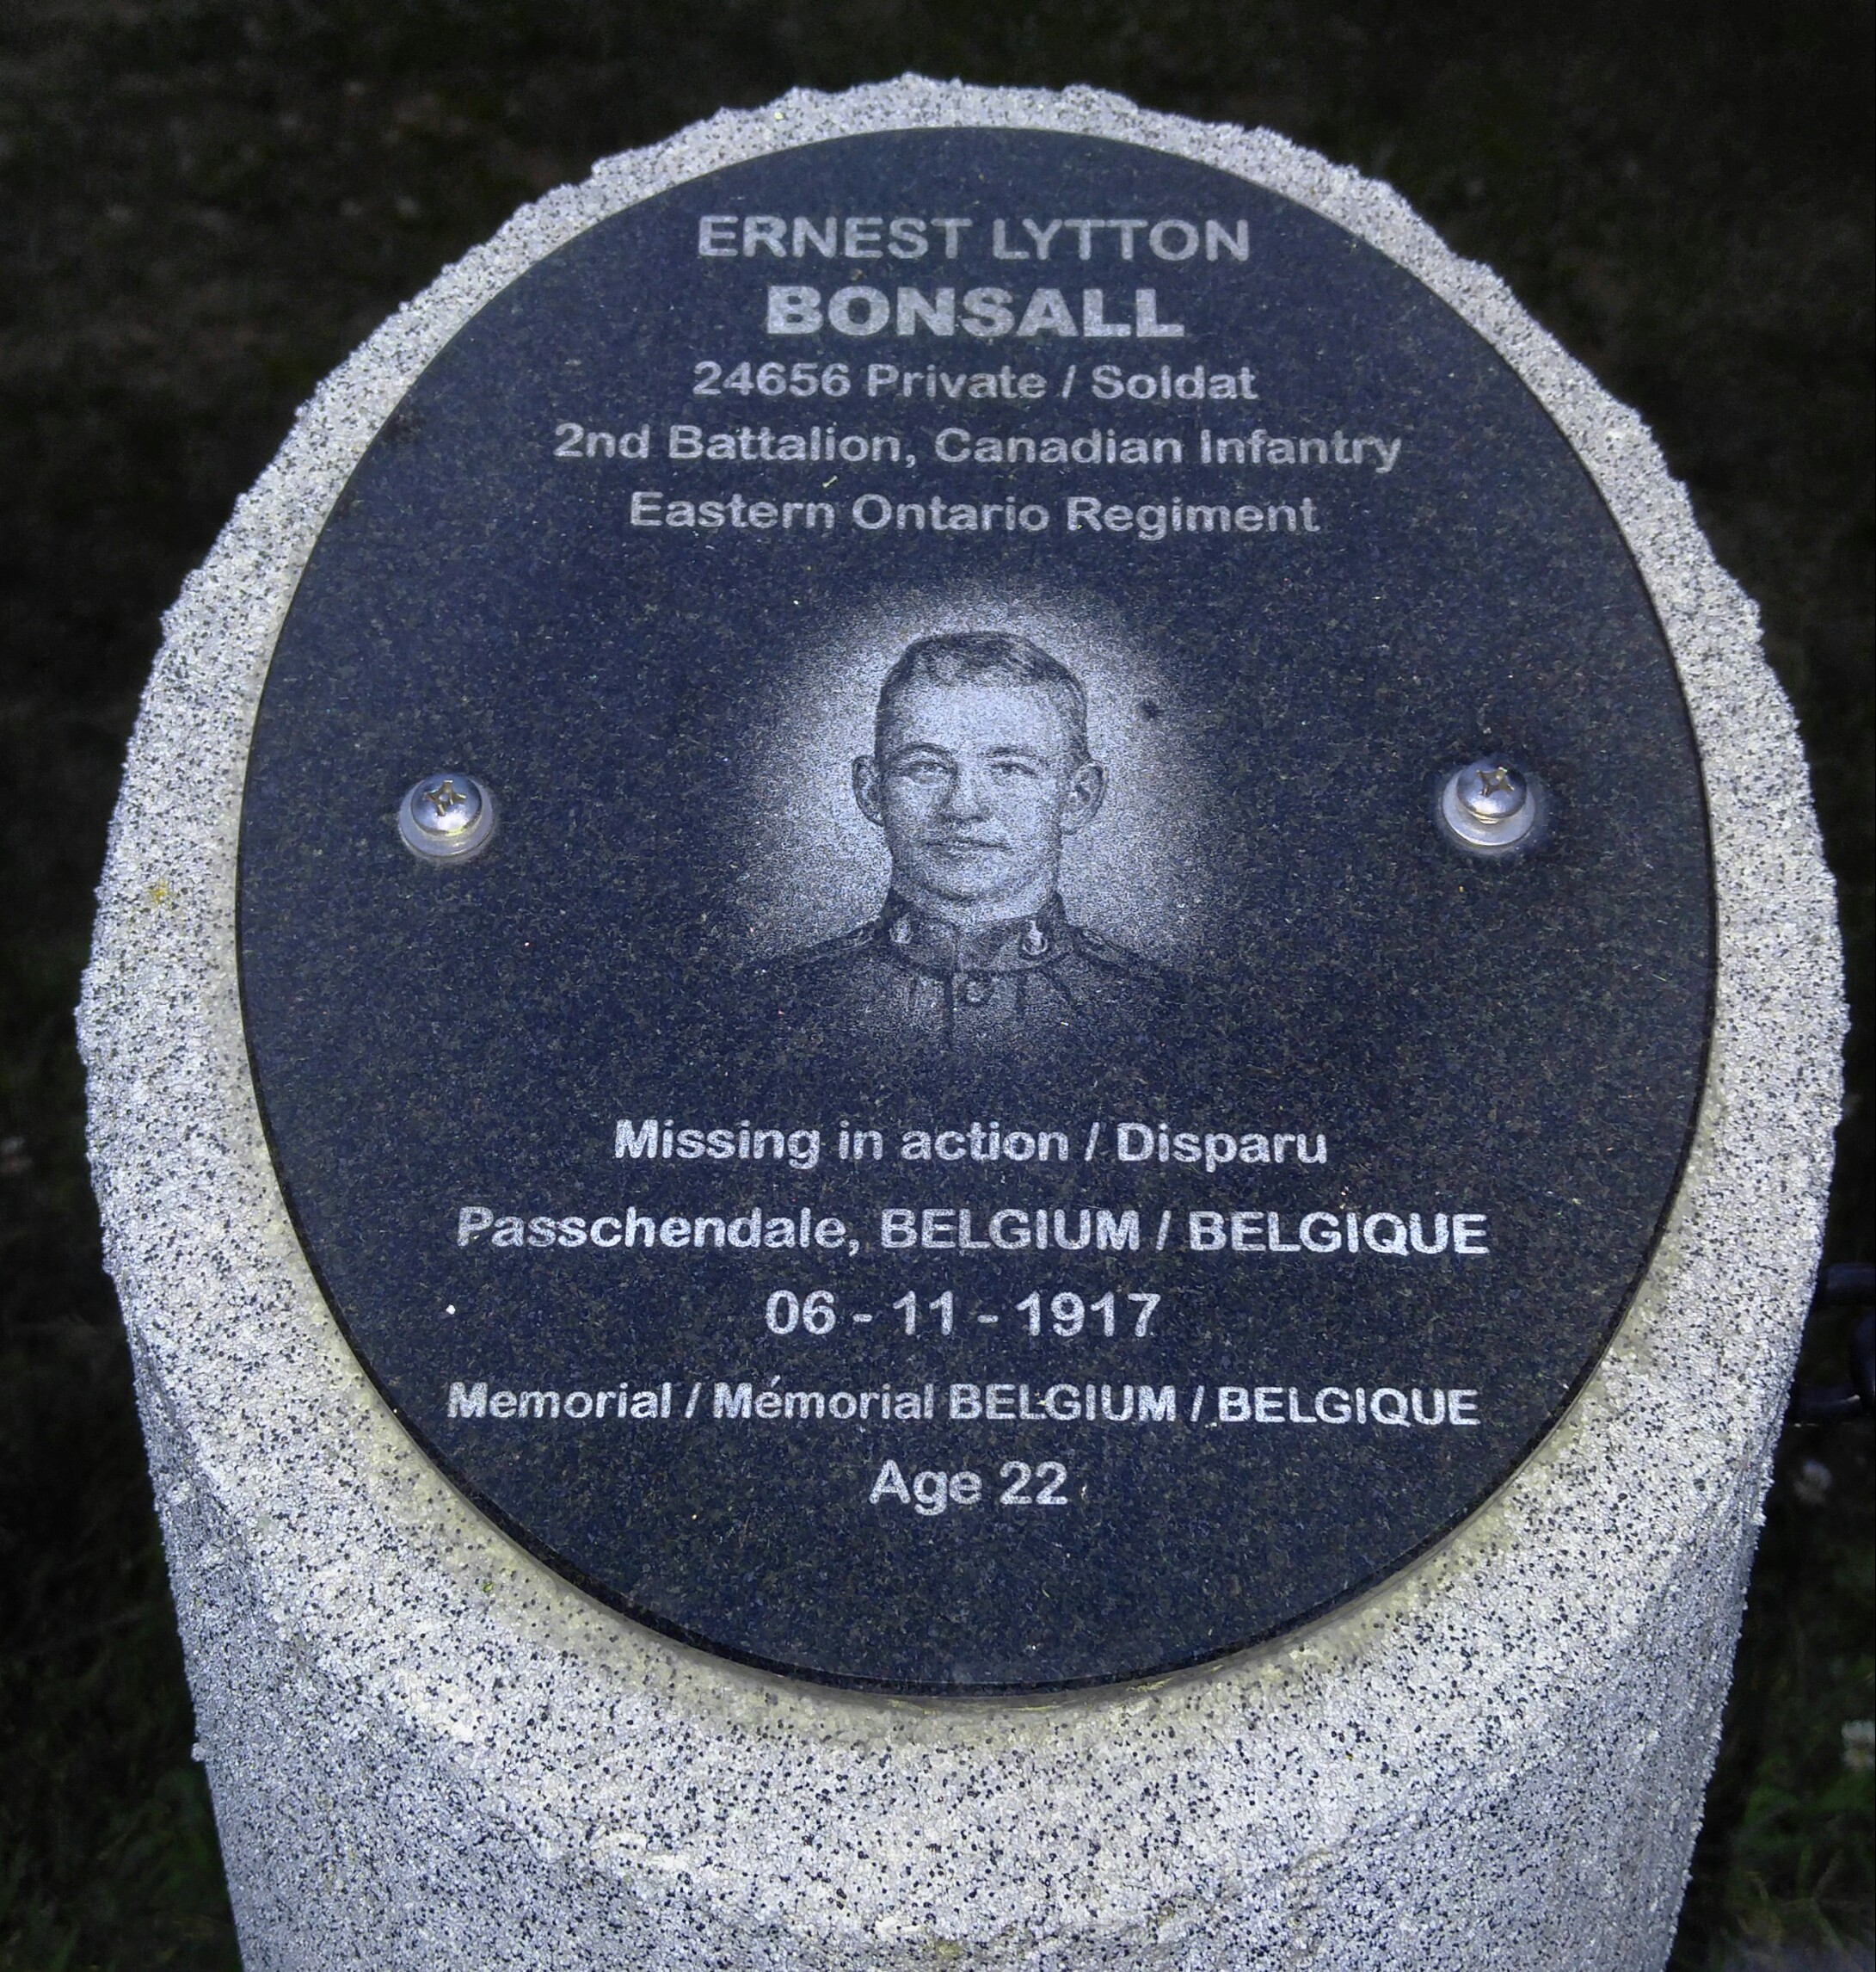 ERNEST LYTTON
BONSALL
24656 Private / Soldat
2nd Battalion, Canadian Infantry
Eastern Ontario Regiment
Missing in action / Disparu
Passchendale, BELGIUM / BELGIQUE
06 - 11 - 1917
Memorial / Mémorial BELGIUM / BELGIQUE
Age 22